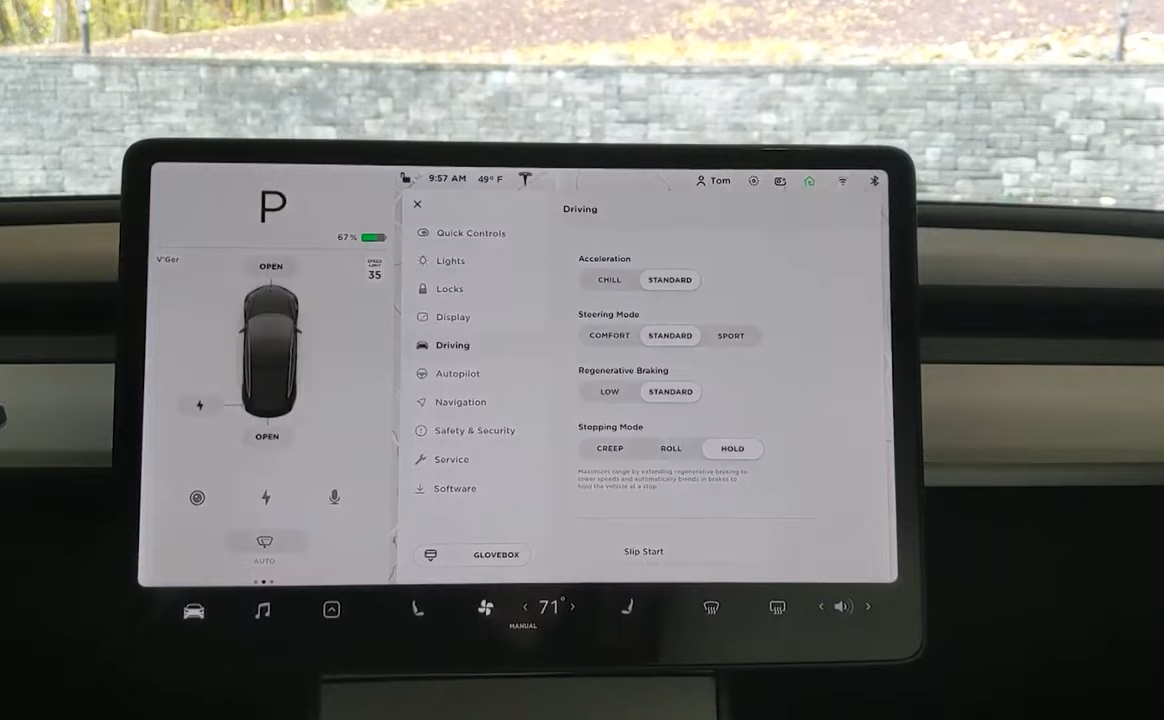 P
67%
V'Ger
SPEED LIMIT
35
OPEN
OPEN
AUTO
9:57 AM 49° F
Tom
Quick Controls
Lights
Locks
Display
Driving
Autopilot
Navigation
Safety & Security
Service
Software
GLOVEBOX
Driving
Acceleration
CHILL STANDARD
Steering Mode
COMFORT STANDARD SPORT
Regenerative Braking
LOW STANDARD
Stopping Mode
CREEP ROLL HOLD
Maximizes range by extending regenerative braking to
lower speeds and automatically blends in brakes to
hold the vehicle at a stop.
Slip Start
71°
MANUAL